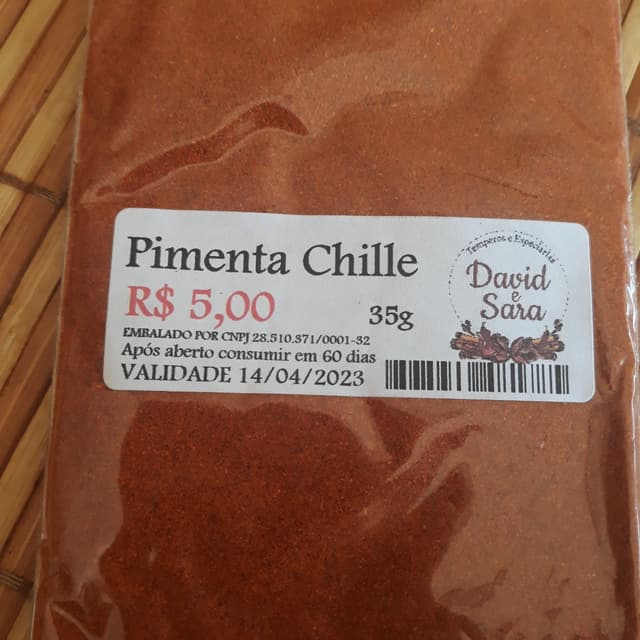 Pimenta Chille
R$ 5,00
35g
EMBALADO POR CNPJ 28.510.371/0001-32
Após aberto consumir em 60 dias
VALIDADE 14/04/2023
Temperos e Especiarias
David
e
Sara